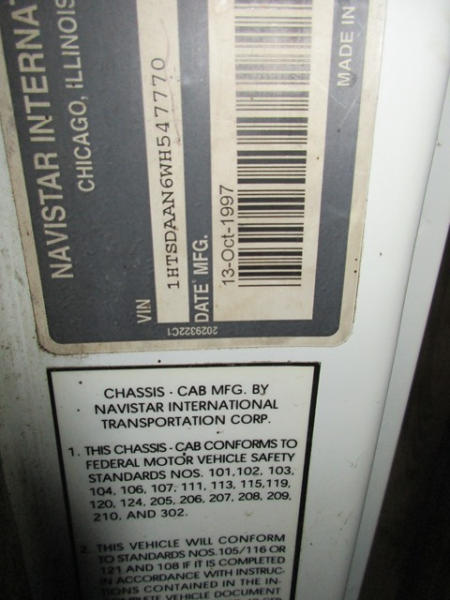 NAVISTAR INTERNA
CHICAGO, ILLINOIS
VIN
1HTSDAAN6WH547770
DATE MFG.
13-Oct-1997
MADE IN
2029322C1
CHASSIS - CAB MFG. BY
NAVISTAR INTERNATIONAL
TRANSPORTATION CORP.
1. THIS CHASSIS - CAB CONFORMS TO
FEDERAL MOTOR VEHICLE SAFETY
STANDARDS NOS. 101,102, 103,
104, 106, 107, 111, 113, 115,119,
120, 124, 205, 206, 207, 208, 209,
210, AND 302.
2. THIS VEHICLE WILL CONFORM
TO STANDARDS NOS. 105/116 OR
121 AND 108 IF IT IS COMPLETED
IN ACCORDANCE WITH INSTRUC-
TIONS CONTAINED IN THE IN-
VEHICLE DOCUMENT